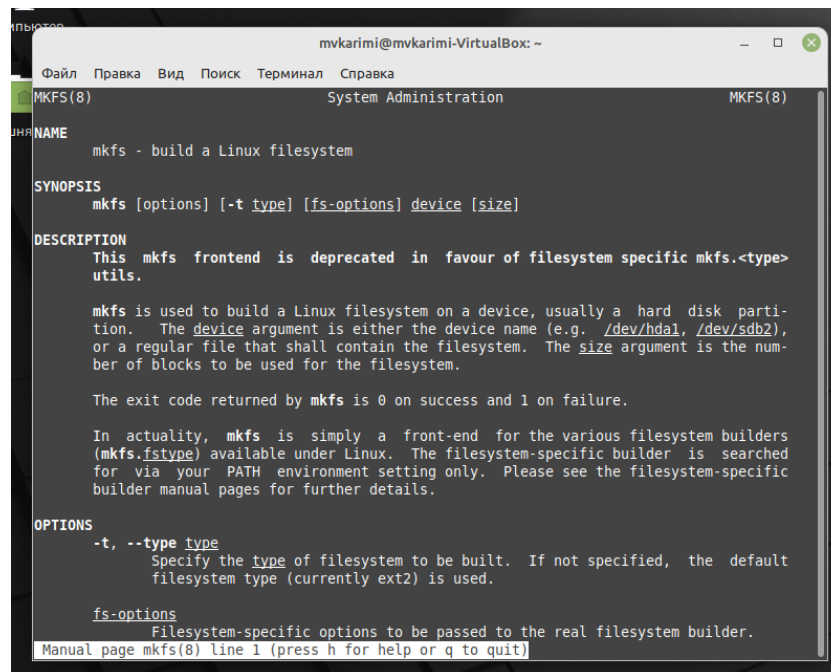 mvkarimi@mvkarimi-VirtualBox: ~
Файл Правка Вид Поиск Терминал Справка
MKFS(8) System Administration MKFS(8)
NAME
mkfs - build a Linux filesystem
SYNOPSIS
mkfs [options] [-t type] [fs-options] device [size]
DESCRIPTION
This mkfs frontend is deprecated in favour of filesystem specific mkfs.<type>
utils.
mkfs is used to build a Linux filesystem on a device, usually a hard disk parti-
tion. The device argument is either the device name (e.g. /dev/hda1, /dev/sdb2),
or a regular file that shall contain the filesystem. The size argument is the num-
ber of blocks to be used for the filesystem.
The exit code returned by mkfs is 0 on success and 1 on failure.
In actuality, mkfs is simply a front-end for the various filesystem builders
(mkfs.fstype) available under Linux. The filesystem-specific builder is searched
for via your PATH environment setting only. Please see the filesystem-specific
builder manual pages for further details.
OPTIONS
-t, --type type
Specify the type of filesystem to be built. If not specified, the default
filesystem type (currently ext2) is used.
fs-options
Filesystem-specific options to be passed to the real filesystem builder.
Manual page mkfs(8) line 1 (press h for help or q to quit)